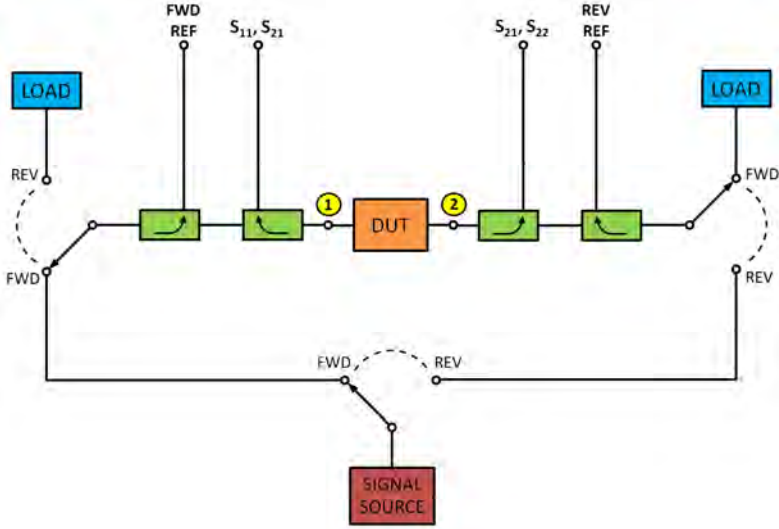 FWD
REF
S11, S21
S21, S22
REV
REF
LOAD
LOAD
REV
FWD
1
DUT
2
FWD
REV
FWD
REV
SIGNAL
SOURCE